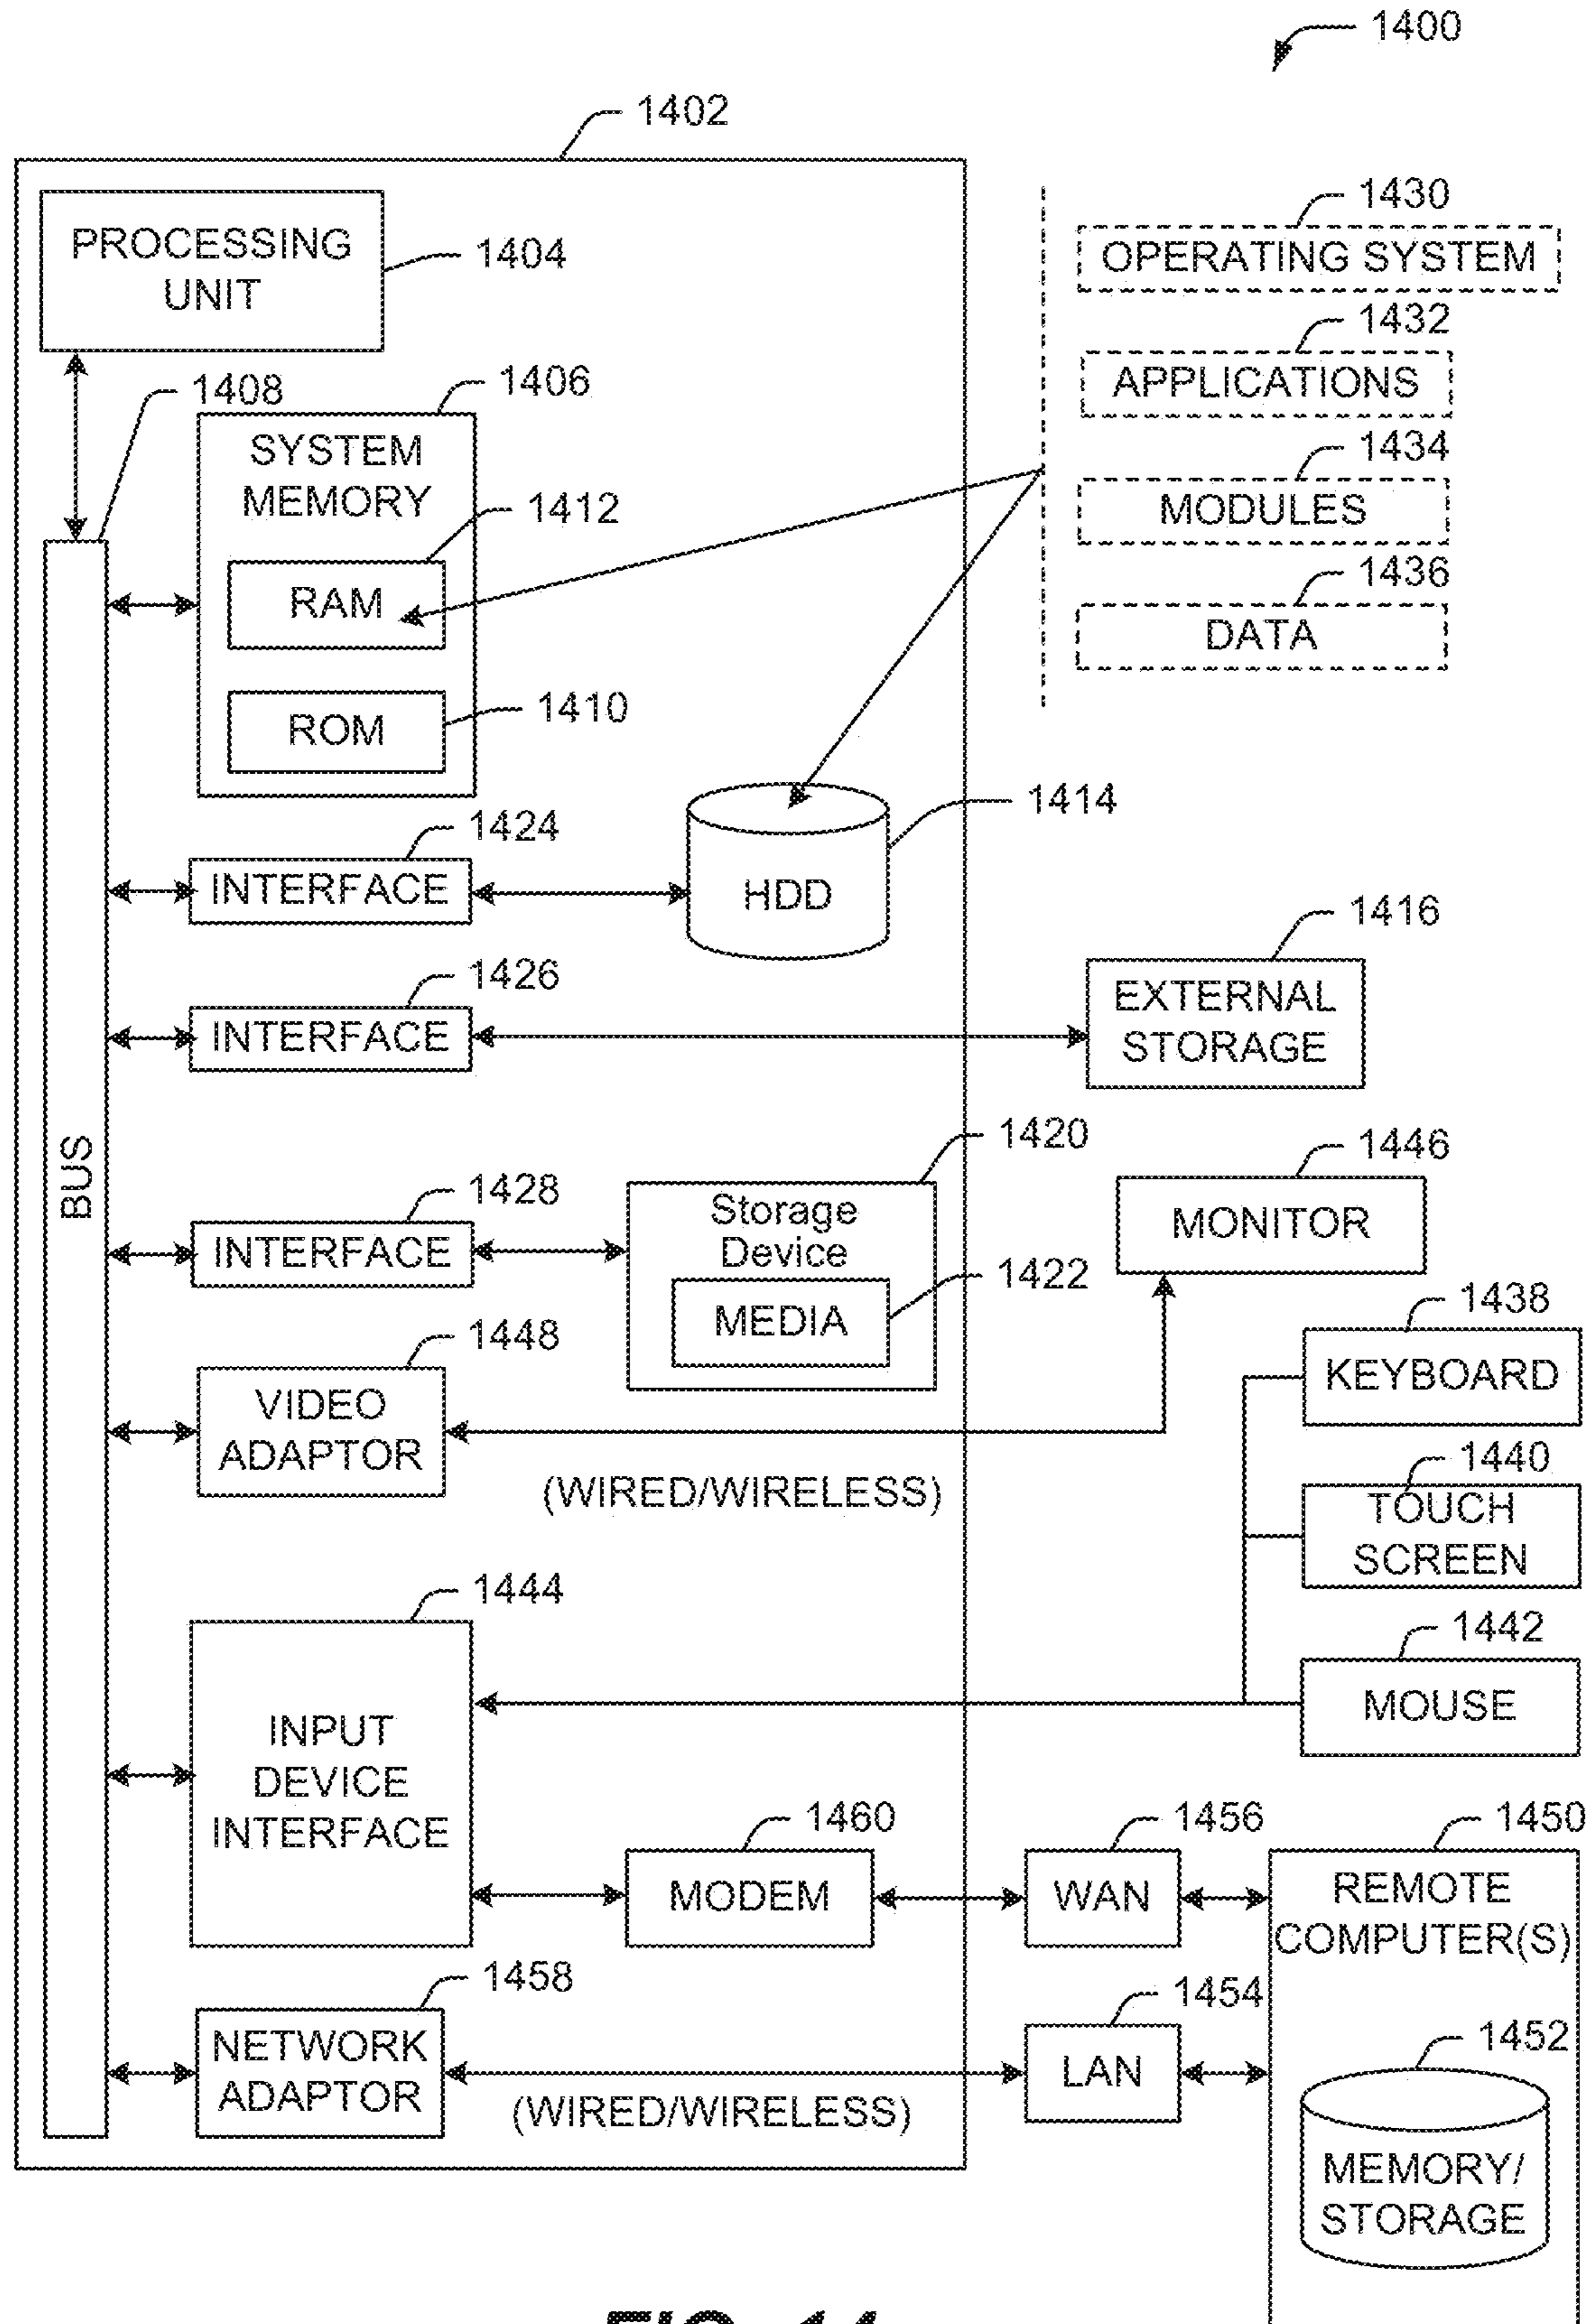 1400
1402
PROCESSING
UNIT
1404
1430
OPERATING SYSTEM
1432
APPLICATIONS
1434
MODULES
1436
DATA
1408
1406
SYSTEM
MEMORY
1412
RAM
1410
ROM
1424
INTERFACE
1414
HDD
1426
INTERFACE
1416
EXTERNAL
STORAGE
BUS
1428
INTERFACE
1420
Storage
Device
1422
MEDIA
1446
MONITOR
1448
VIDEO
ADAPTOR
(WIRED/WIRELESS)
1438
KEYBOARD
1440
TOUCH
SCREEN
1442
MOUSE
1444
INPUT
DEVICE
INTERFACE
1460
MODEM
1456
WAN
1450
REMOTE
COMPUTER(S)
1458
NETWORK
ADAPTOR
(WIRED/WIRELESS)
1454
LAN
1452
MEMORY/
STORAGE
FIG. 14